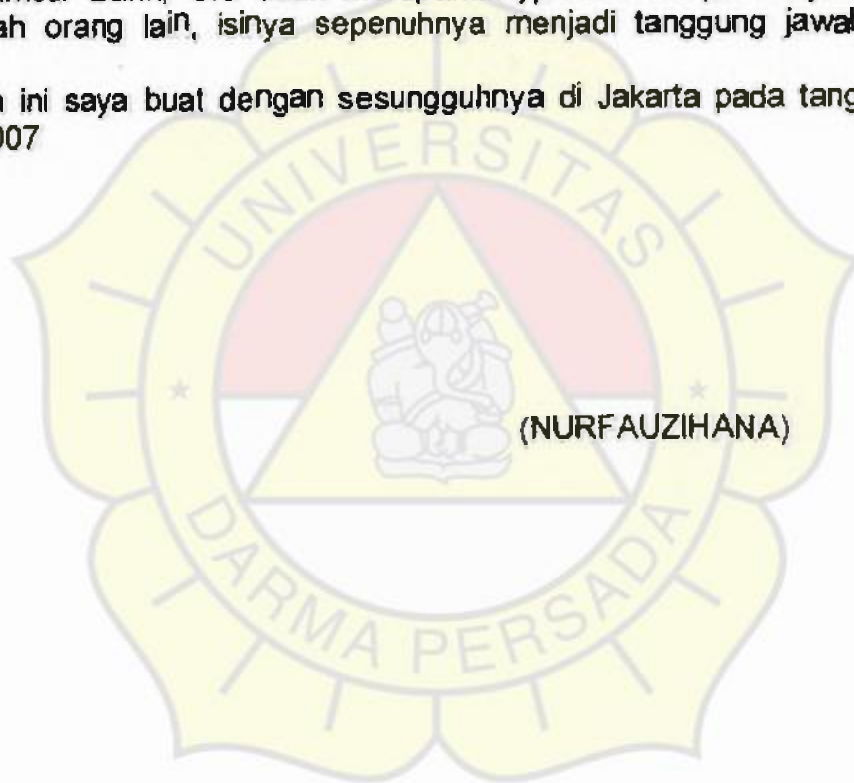 ah orang lain, isinya sepenuhnya menjadi tanggung jawa
ini saya buat dengan sesungguhnya di Jakarta pada tang
007
UNIVERSITAS
(NURFAUZIHANA)
DARMA PERSADA